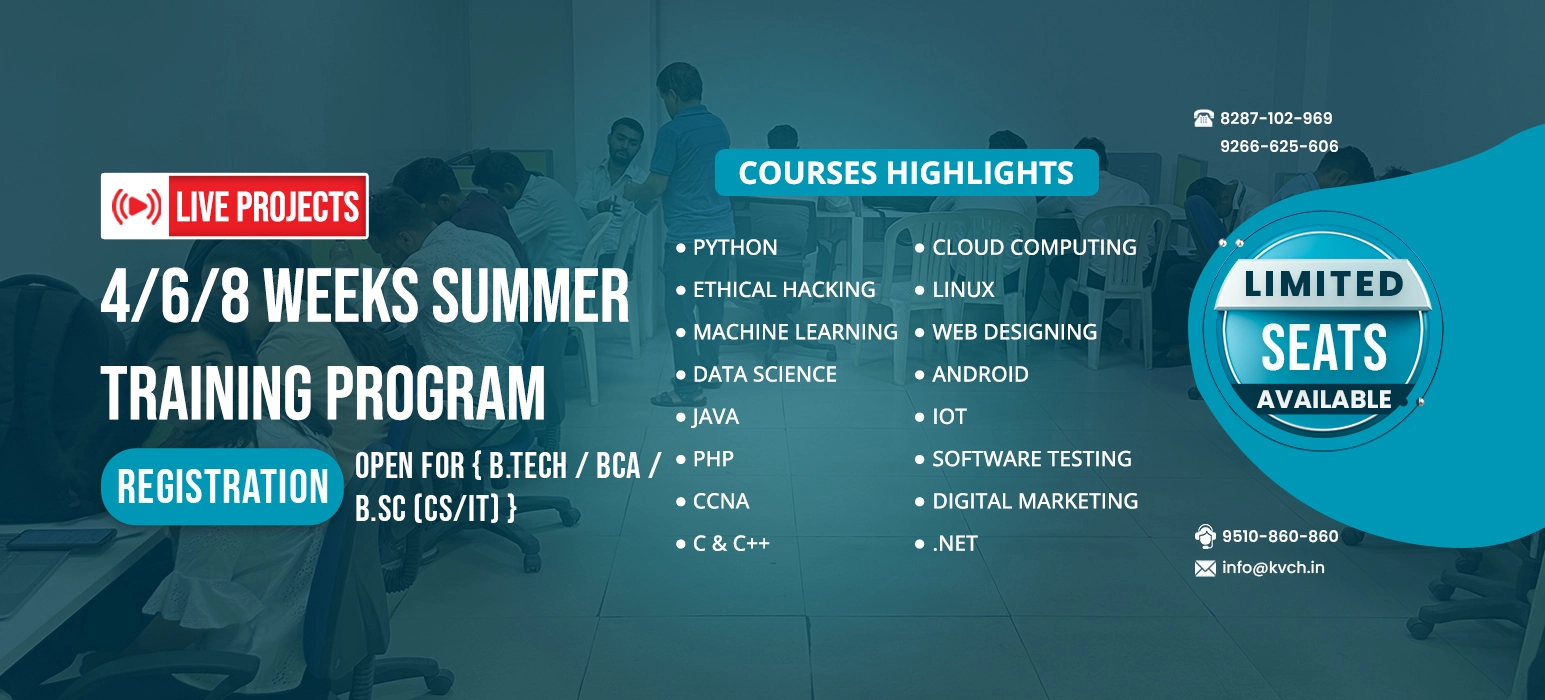 LIVE PROJECTS
4/6/8 WEEKS SUMMER
TRAINING PROGRAM
REGISTRATION
OPEN FOR { B.TECH / BCA /
B.SC (CS/IT) }
COURSES HIGHLIGHTS
• PYTHON
• ETHICAL HACKING
• MACHINE LEARNING
• DATA SCIENCE
• JAVA
• PHP
• CCNA
• C & C++
• CLOUD COMPUTING
• LINUX
• WEB DESIGNING
• ANDROID
• IOT
• SOFTWARE TESTING
• DIGITAL MARKETING
• .NET
8287-102-969
9266-625-606
LIMITED
SEATS
AVAILABLE
9510-860-860
info@kvch.in